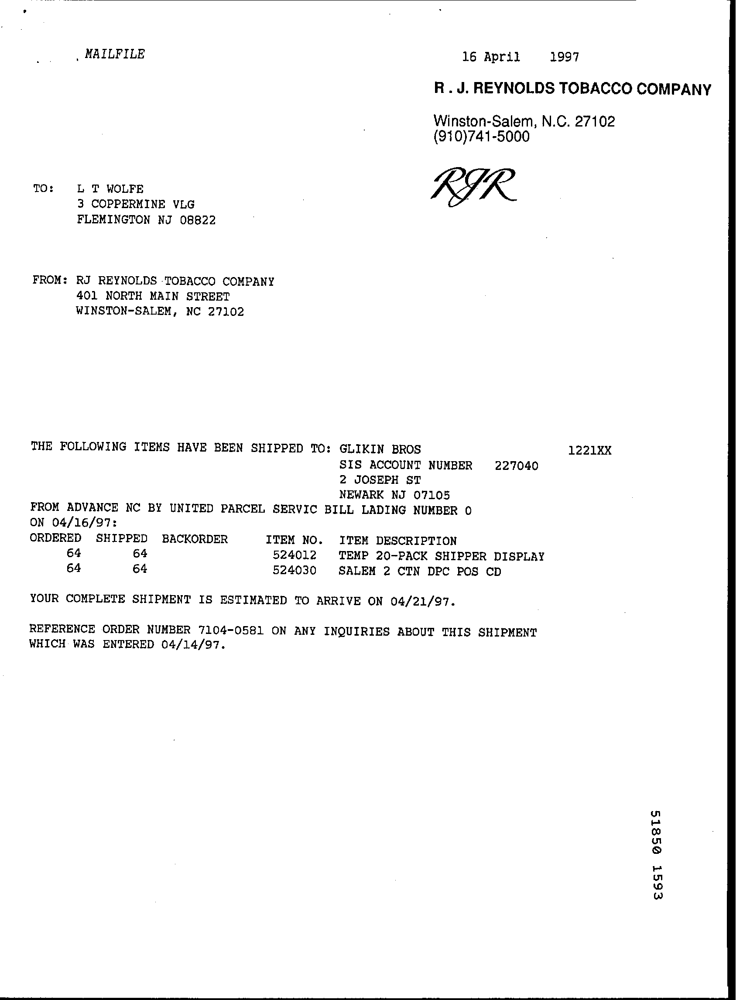 MAILFILE
16 April 1997
R. J. REYNOLDS TOBACCO COMPANY
Winston-Salem, N.C. 27102
(910)741-5000
RJR
TO: L T WOLFE
3 COPPERMINE VLG
FLEMINGTON NJ 08822
FROM: RJ REYNOLDS TOBACCO COMPANY
401 NORTH MAIN STREET
WINSTON-SALEM, NC 27102
THE FOLLOWING ITEMS HAVE BEEN SHIPPED TO: GLIKIN BROS 1221XX
SIS ACCOUNT NUMBER 227040
2 JOSEPH ST
NEWARK NJ 07105
FROM ADVANCE NC BY UNITED PARCEL SERVIC BILL LADING NUMBER 0
ON 04/16/97:
ORDERED SHIPPED BACKORDER ITEM NO. ITEM DESCRIPTION
64 64 524012 TEMP 20-PACK SHIPPER DISPLAY
64 64 524030 SALEM 2 CTN DPC POS CD
YOUR COMPLETE SHIPMENT IS ESTIMATED TO ARRIVE ON 04/21/97.
REFERENCE ORDER NUMBER 7104-0581 ON ANY INQUIRIES ABOUT THIS SHIPMENT
WHICH WAS ENTERED 04/14/97.
51850 1593